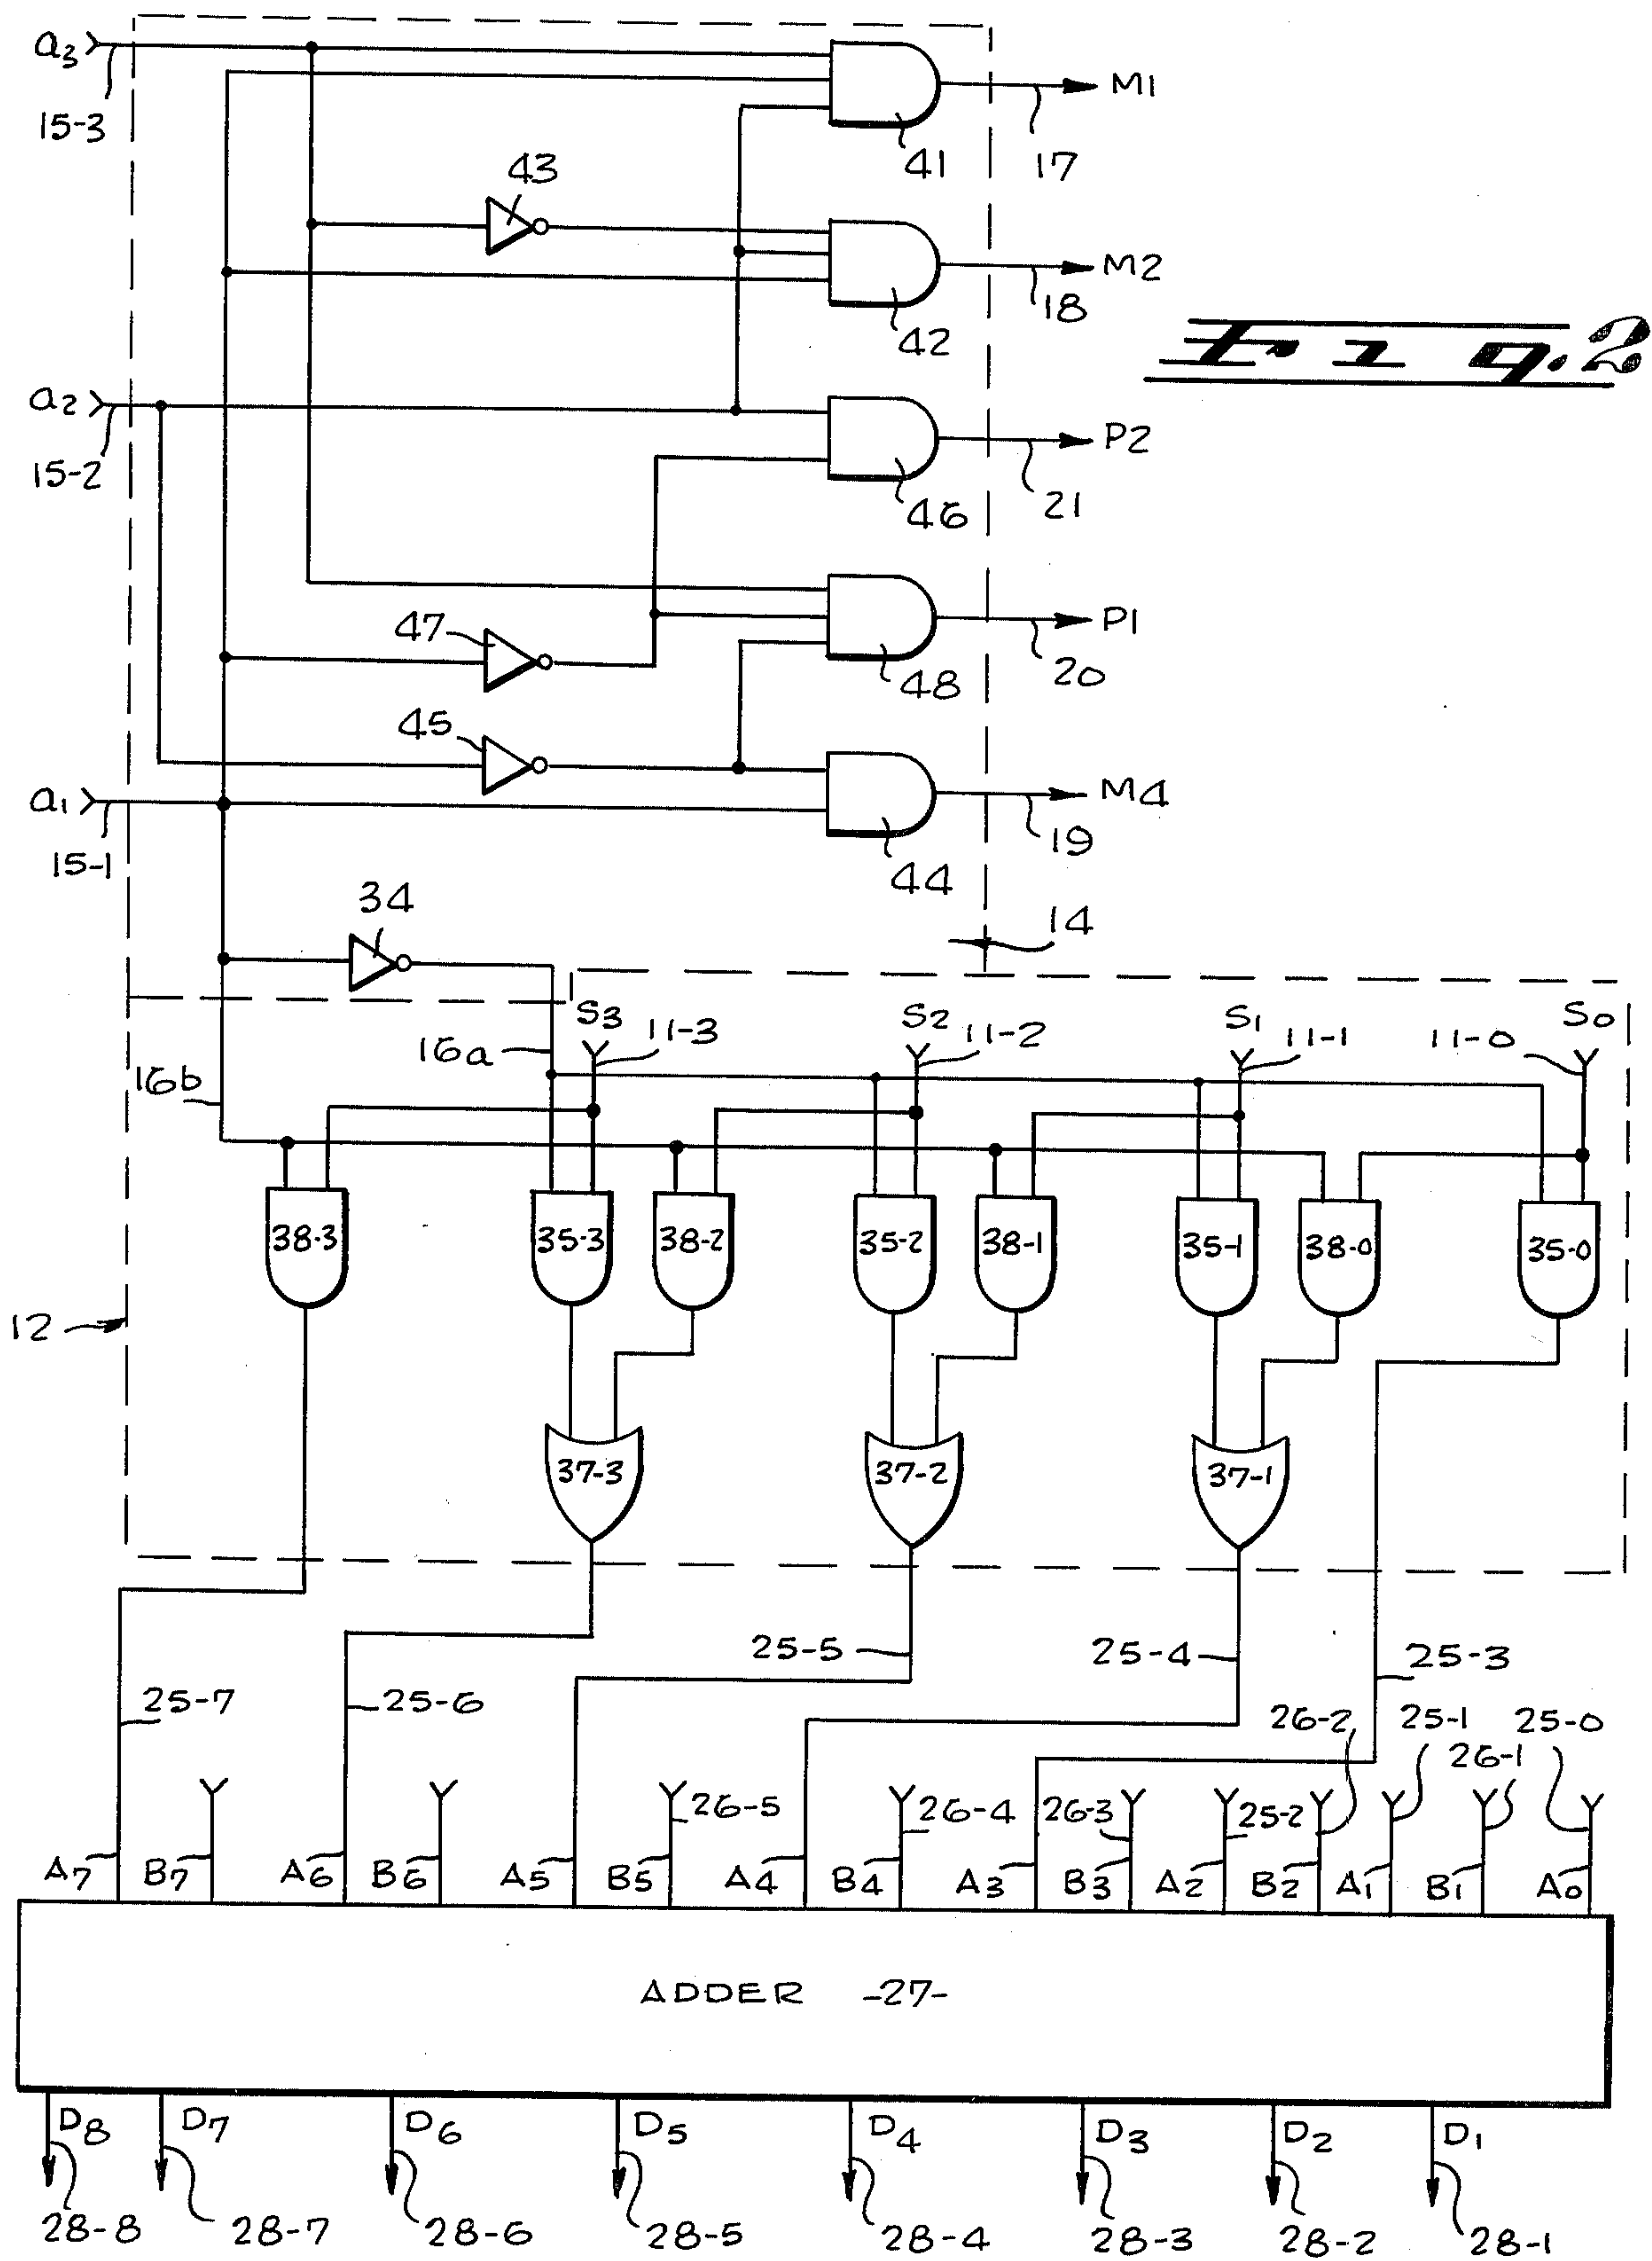 a3
15-3
M1
41
17
43
M2
42
18
Fig. 2
a2
15-2
P2
46
21
47
P1
48
20
45
a1
15-1
M4
44
19
34
14
S3
S2
S1
S0
16a
11-3
11-2
11-1
11-0
16b
38-3
35-3
38-2
35-2
38-1
35-1
38-0
35-0
12
37-3
37-2
37-1
25-7
25-6
25-5
25-4
25-3
26-2
25-1
25-0
26-1
26-5
26-4
26-3
25-2
A7
B7
A6
B6
A5
B5
A4
B4
A3
B3
A2
B2
A1
B1
A0
ADDER -27-
D8
D7
D6
D5
D4
D3
D2
D1
28-8
28-7
28-6
28-5
28-4
28-3
28-2
28-1